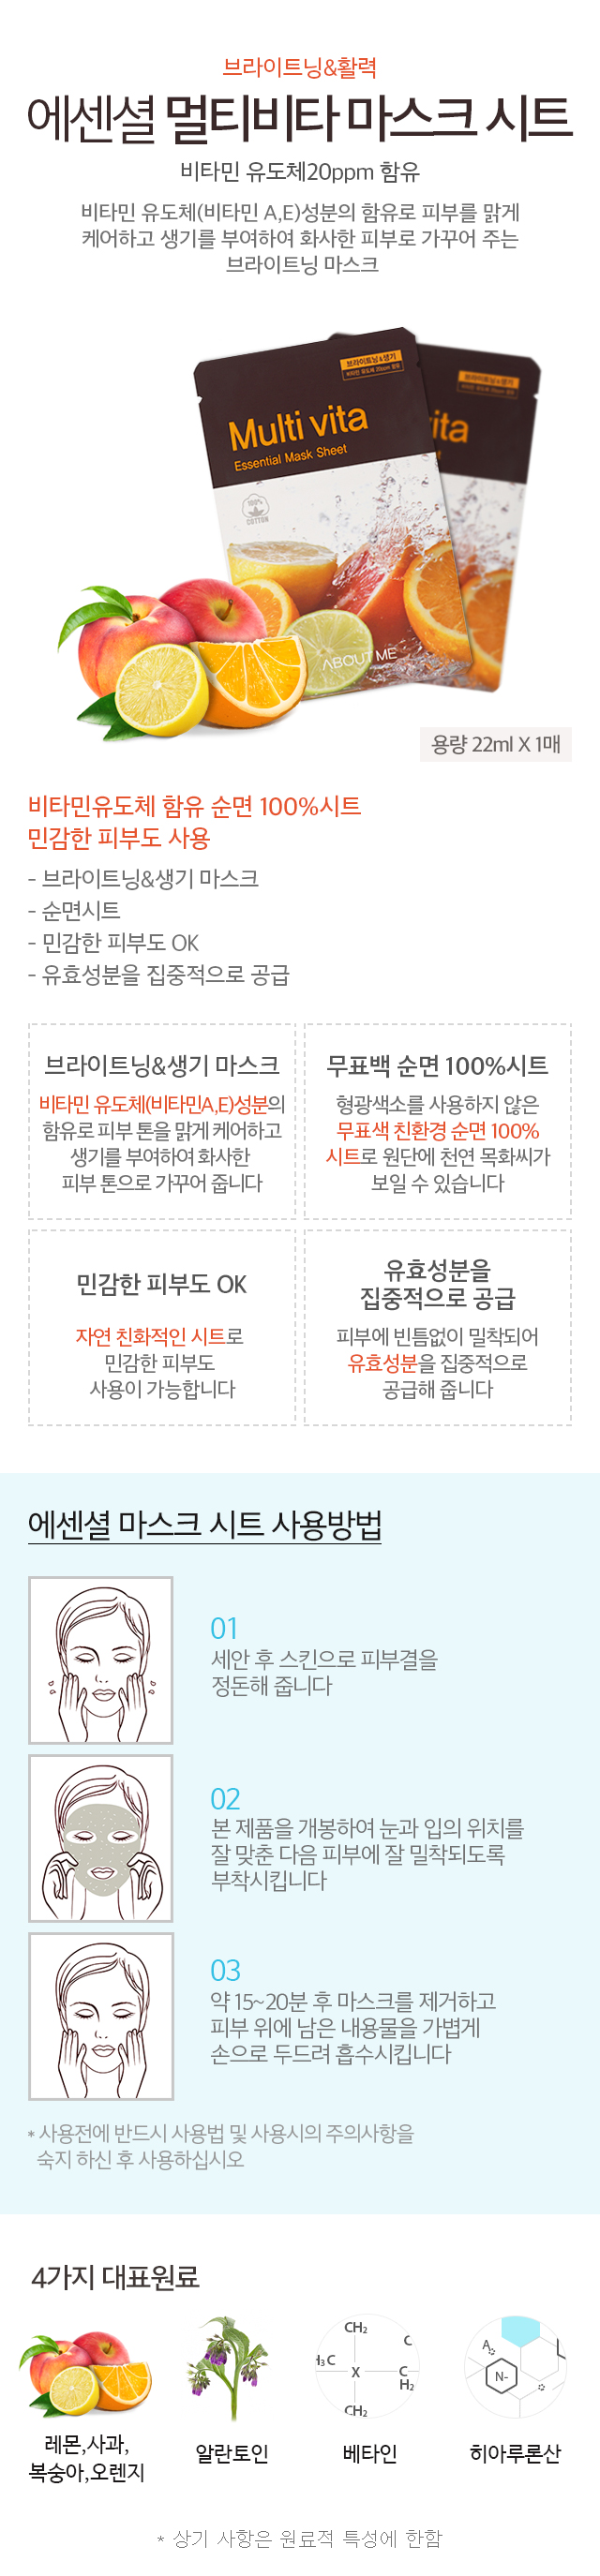 브라이트닝&활력
에센셜 멀티비타 마스크 시트
비타민 유도체20ppm 함유
비타민 유도체(비타민 A,E)성분의 함유로 피부를 맑게
케어하고 생기를 부여하여 화사한 피부로 가꾸어 주는
브라이트닝 마스크
브라이트닝&생기
비타민 유도체 20ppm 함유
Multi vita
Essential Mask Sheet
100%
COTTON
ABOUT ME
용량 22ml X 1매
비타민유도체 함유 순면 100%시트
민감한 피부도 사용
- 브라이트닝&생기 마스크
- 순면시트
- 민감한 피부도 OK
- 유효성분을 집중적으로 공급
브라이트닝&생기 마스크
비타민 유도체(비타민A,E)성분의
함유로 피부 톤을 맑게 케어하고
생기를 부여하여 화사한
피부 톤으로 가꾸어 줍니다
무표백 순면 100%시트
형광색소를 사용하지 않은
무표색 친환경 순면 100%
시트로 원단에 천연 목화씨가
보일 수 있습니다
민감한 피부도 OK
자연 친화적인 시트로
민감한 피부도
사용이 가능합니다
유효성분을
집중적으로 공급
피부에 빈틈없이 밀착되어
유효성분을 집중적으로
공급해 줍니다
에센셜 마스크 시트 사용방법
01
세안 후 스킨으로 피부결을
정돈해 줍니다
02
본 제품을 개봉하여 눈과 입의 위치를
잘 맞춘 다음 피부에 잘 밀착되도록
부착시킵니다
03
약 15~20분 후 마스크를 제거하고
피부 위에 남은 내용물을 가볍게
손으로 두드려 흡수시킵니다
* 사용전에 반드시 사용법 및 사용시의 주의사항을
숙지 하신 후 사용하십시오
4가지 대표원료
CH₂
C
H₃C
X
C
H₂
CH₂
A
N-
레몬,사과,
복숭아,오렌지
알란토인
베타인
히아루론산
* 상기 사항은 원료적 특성에 한함